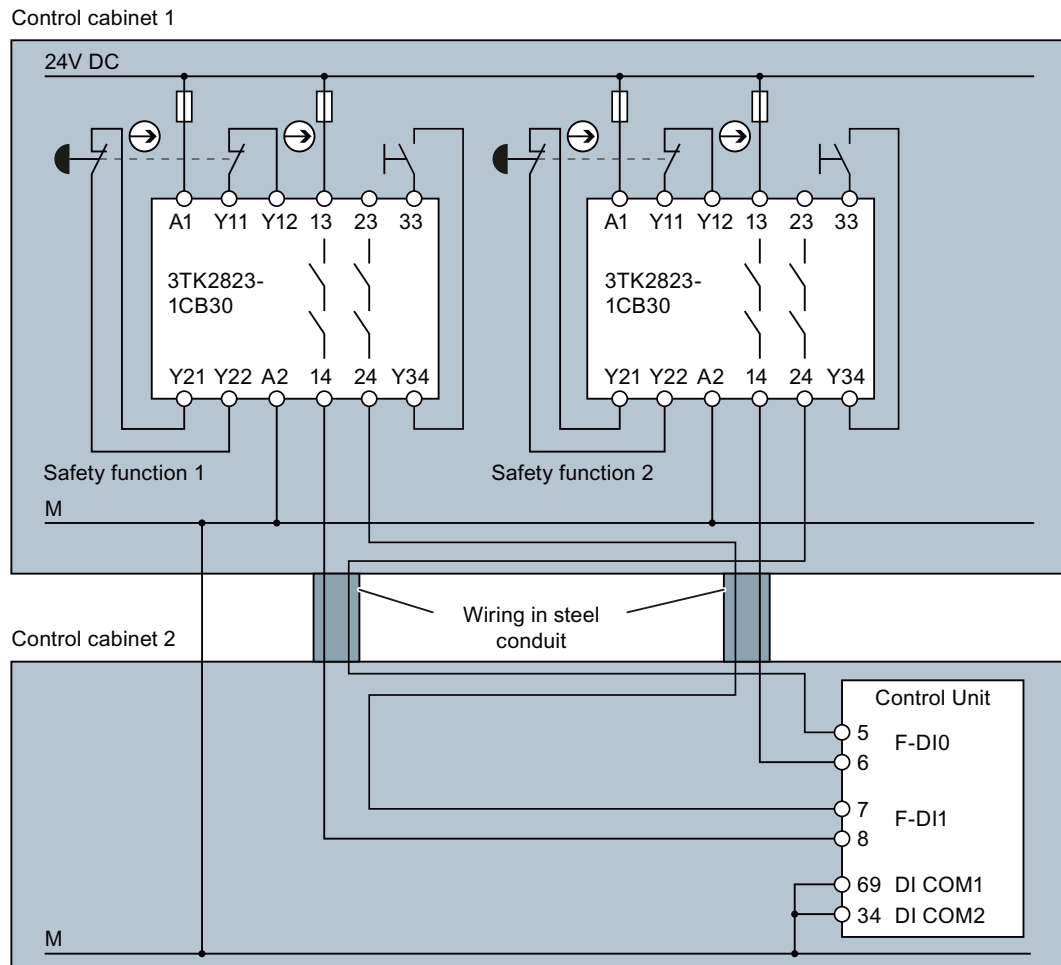 Control cabinet 1
24V DC
A1 Y11 Y12 13 23 33
3TK2823-
1CB30
Y21 Y22 A2 14 24 Y34
Safety function 1
A1 Y11 Y12 13 23 33
3TK2823-
1CB30
Y21 Y22 A2 14 24 Y34
Safety function 2
M
Wiring in steel
conduit
Control cabinet 2
Control Unit
5
F-DI0
6
7
F-DI1
8
69 DI COM1
34 DI COM2
M